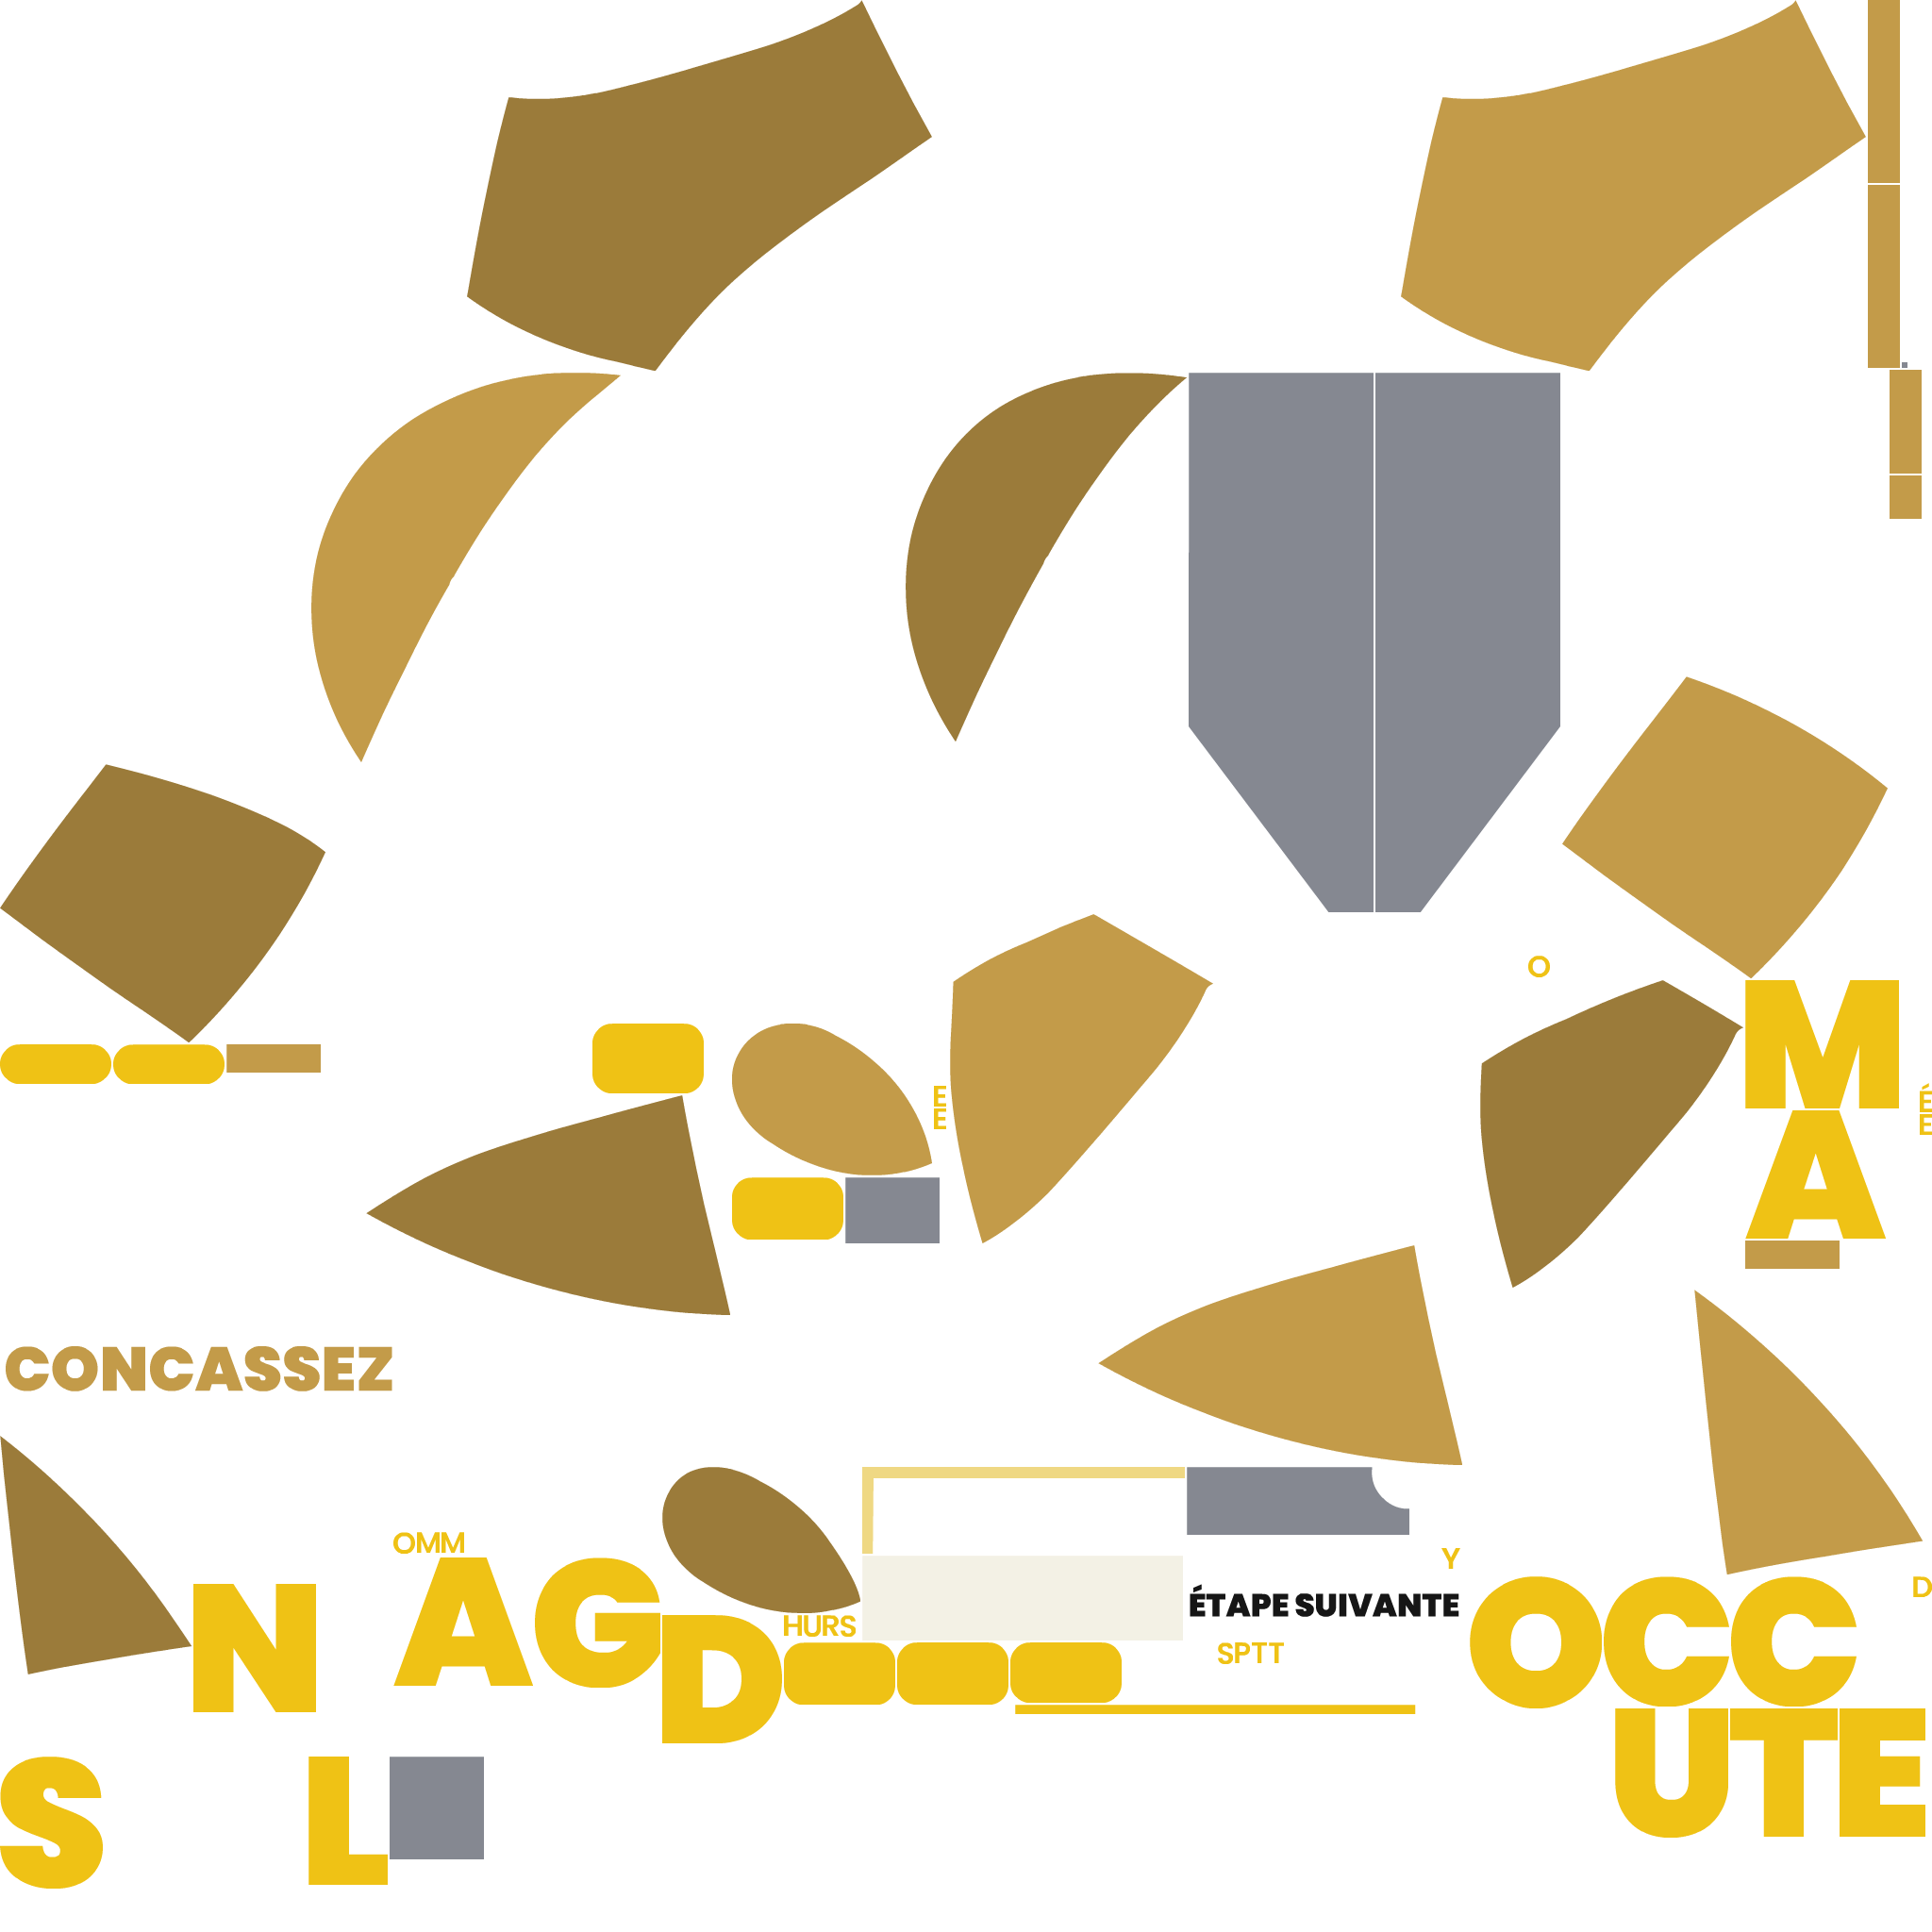 O
M
É
E
E
E
A
CONCASSEZ
OMM
Y
ÉTAPE SUIVANTE
D
N
A
G
D
HURS
SPTT
OCC
UTE
S
L